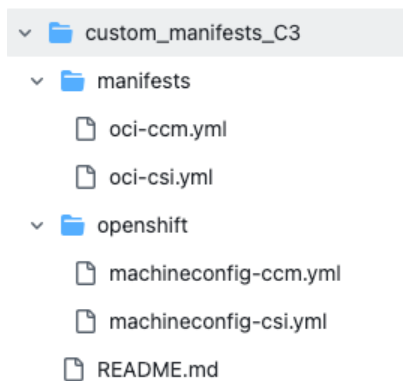 custom_manifests_C3
manifests
oci-ccm.yml
oci-csi.yml
openshift
machineconfig-ccm.yml
machineconfig-csi.yml
README.md